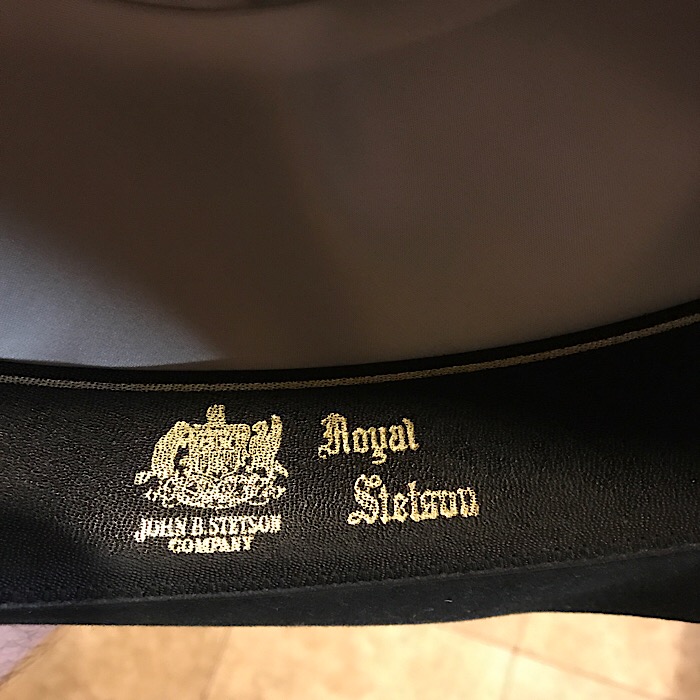 Royal
Stetson
JOHN B. STETSON
COMPANY